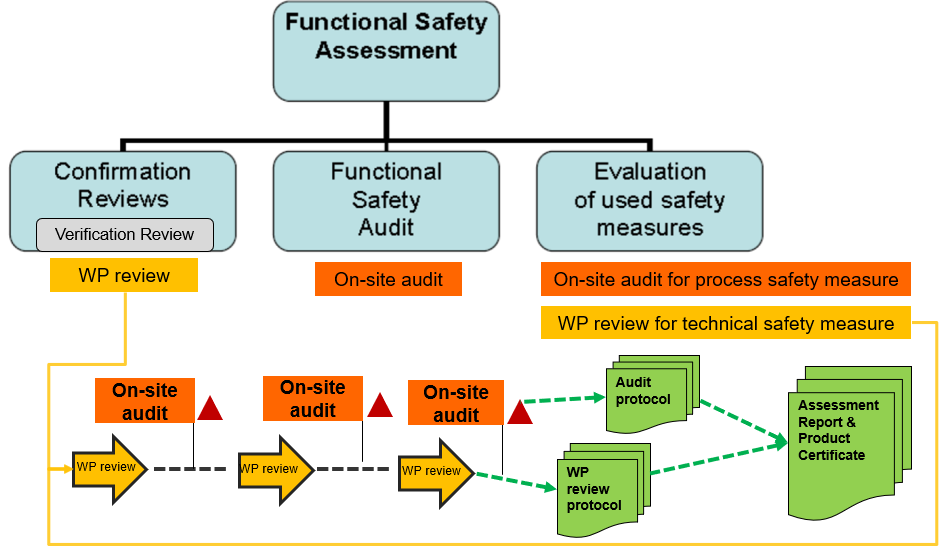 Functional Safety
Assessment
Confirmation
Reviews
Verification Review
Functional
Safety
Audit
Evaluation
of used safety
measures
WP review
On-site audit
On-site audit for process safety measure
WP review for technical safety measure
On-site
audit
On-site
audit
On-site
audit
Audit
protocol
Assessment
Report &
Product
Certificate
WP review
WP review
WP review
WP
review
protocol